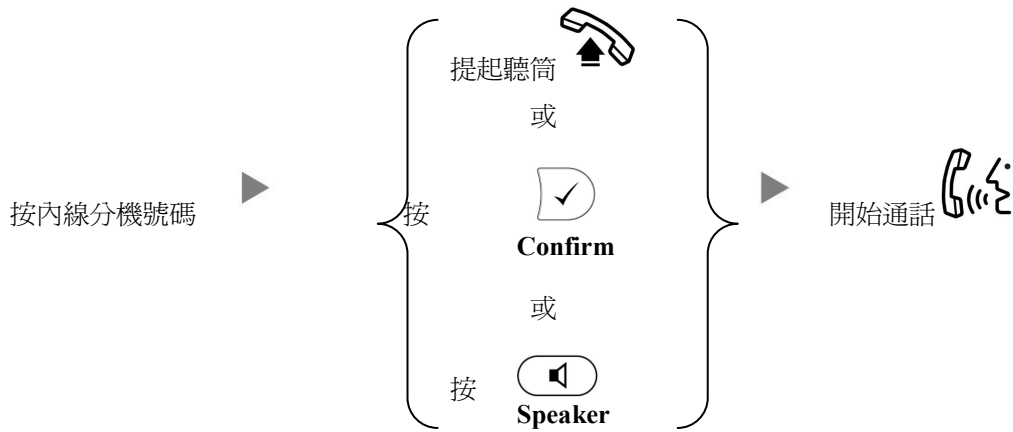 按內線分機號碼
提起聽筒
或
按
Confirm
或
按
Speaker
開始通話